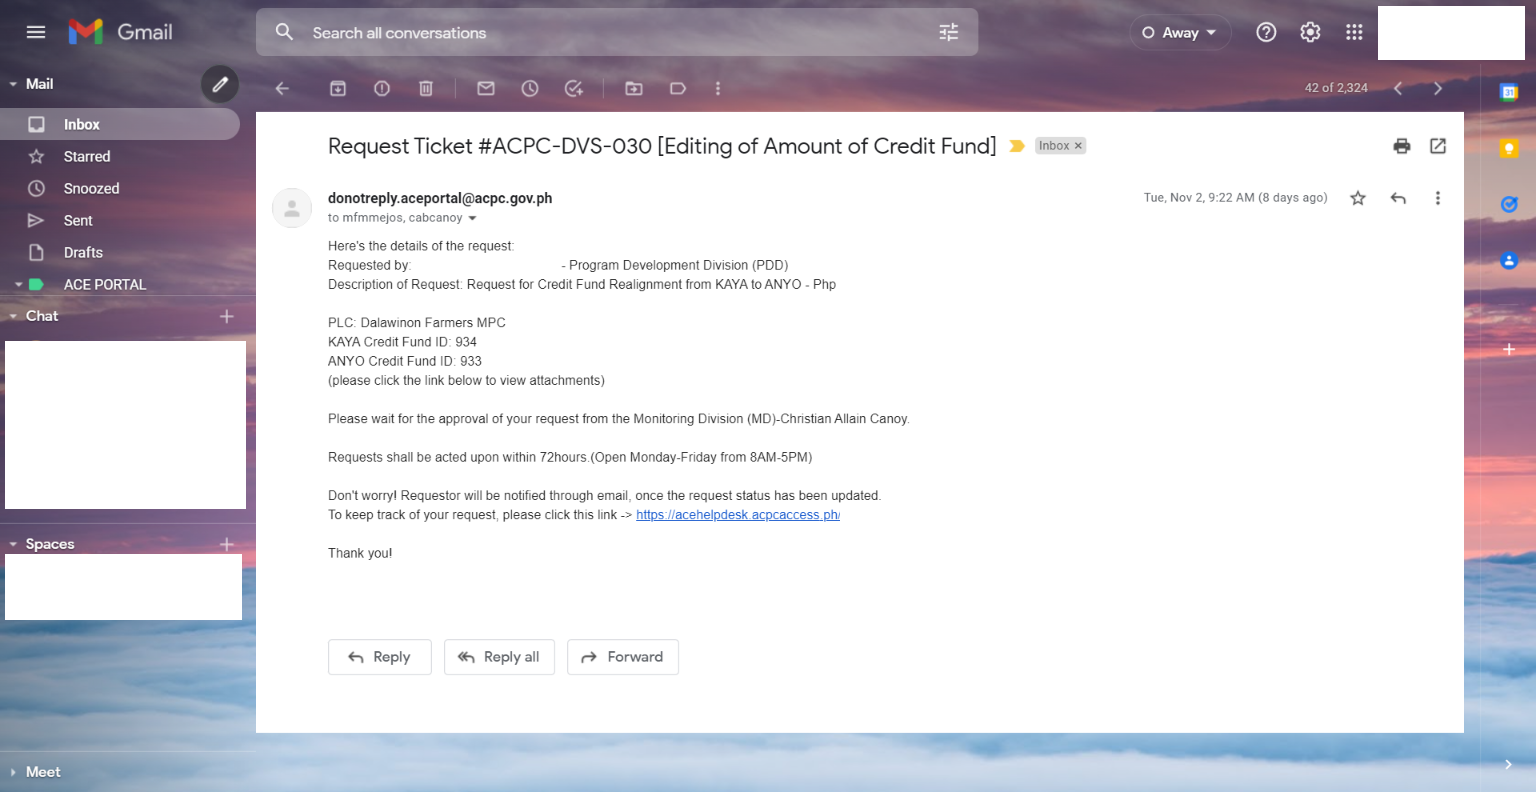 Gmail
Search all conversations
Away
Mail
42 of 2,324
31
Inbox
Request Ticket #ACPC-DVS-030 [Editing of Amount of Credit Fund]
Inbox ×
Starred
Snoozed
donotreply.aceportal@acpc.gov.ph
Tue, Nov 2, 9:22 AM (8 days ago)
Sent
to mfmmejos, cabcanoy
Drafts
Here's the details of the request:
Requested by: - Program Development Division (PDD)
ACE PORTAL
Description of Request: Request for Credit Fund Realignment from KAYA to ANYO - Php
Chat
PLC: Dalawinon Farmers MPC
KAYA Credit Fund ID: 934
ANYO Credit Fund ID: 933
(please click the link below to view attachments)
Please wait for the approval of your request from the Monitoring Division (MD)-Christian Allain Canoy.
Requests shall be acted upon within 72hours.(Open Monday-Friday from 8AM-5PM)
Don't worry! Requestor will be notified through email, once the request status has been updated.
To keep track of your request, please click this link -> https://acehelpdesk.acpcaccess.ph/
Spaces
Thank you!
Reply
Reply all
Forward
Meet